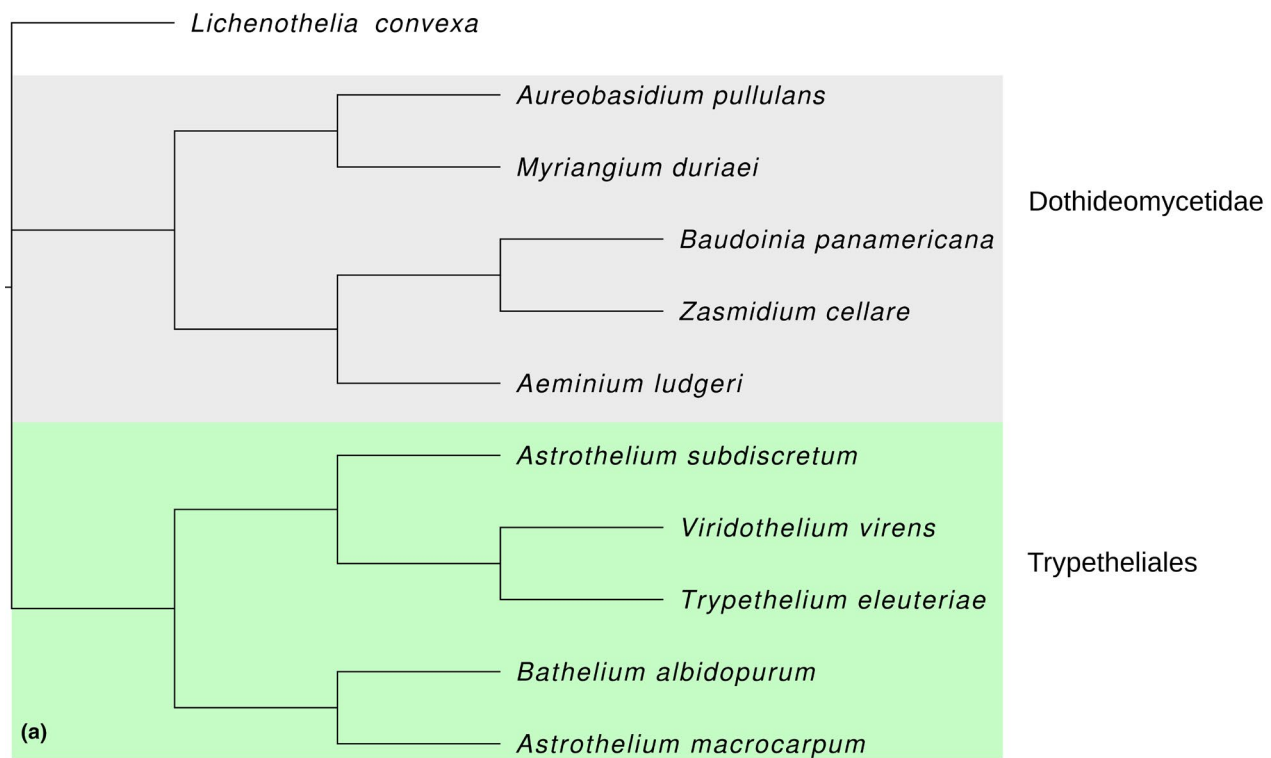 Lichenothelia convexa
Aureobasidium pullulans
Myriangium duriaei
Dothideomycetidae
Baudoinia panamericana
Zasmidium cellare
Aeminium ludgeri
Astrothelium subdiscretum
Viridothelium virens
Trypetheliales
Trypethelium eleuteriae
Bathelium albidopurum
(a)
Astrothelium macrocarpum